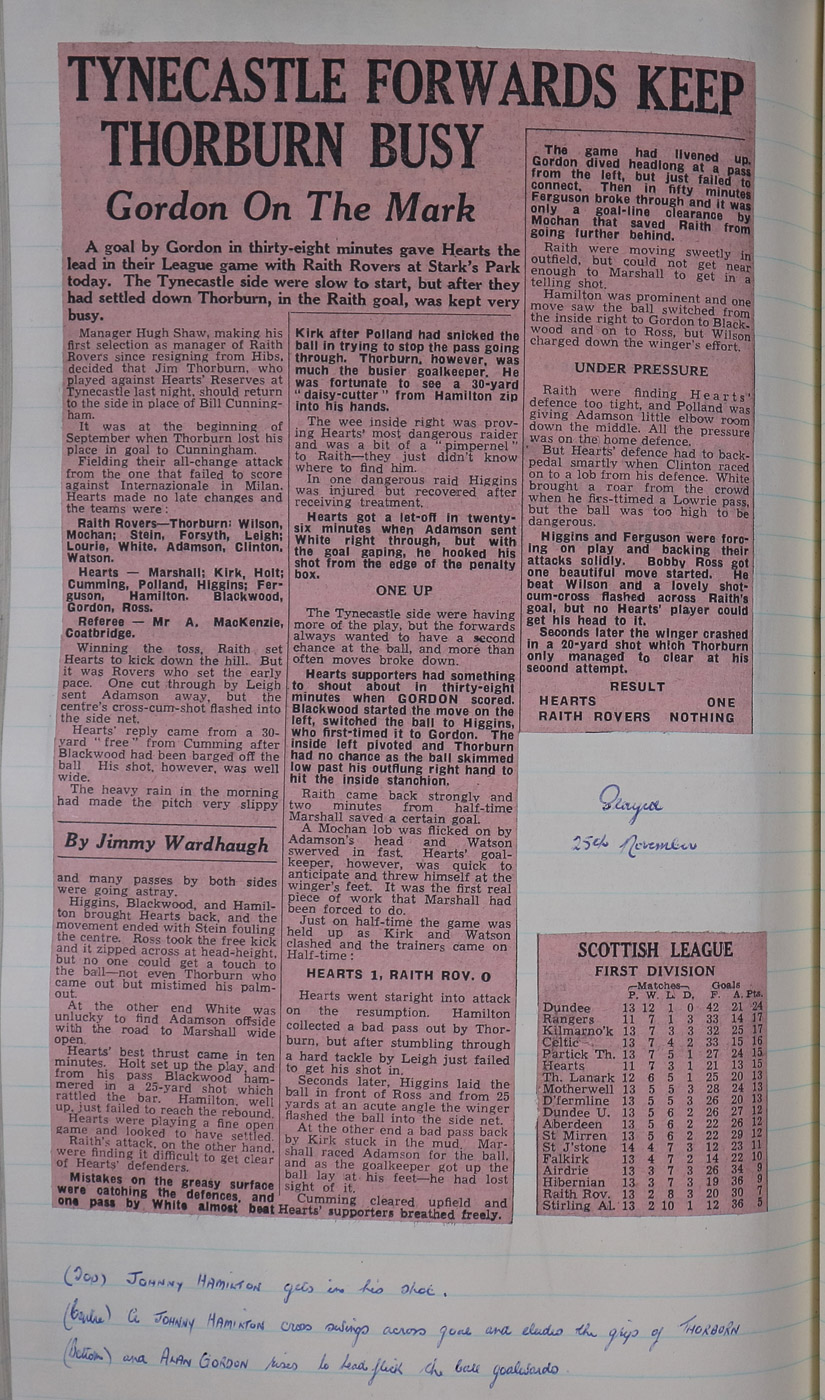 TYNECASTLE FORWARDS KEEP
THORBURN BUSY
Gordon On The Mark
A goal by Gordon in thirty-eight minutes gave Hearts the
lead in their League game with Raith Rovers at Stark's Park
today. The Tynecastle side were slow to start, but after they
had settled down Thorburn, in the Raith goal, was kept very
busy.
Manager Hugh Shaw, making his
first selection as manager of Raith
Rovers since resigning from Hibs,
decided that Jim Thorburn, who
played against Hearts' Reserves at
Tynecastle last night, should return
to the side in place of Bill Cunning-
ham.
It was at the beginning of
September when Thorburn lost his
place in goal to Cunningham.
Fielding their all-change attack
from the one that failed to score
against Internazionale in Milan.
Hearts made no late changes and
the teams were :
Raith Rovers—Thorburn: Wilson,
Mochan; Stein, Forsyth, Leigh;
Lourie, White, Adamson, Clinton,
Watson.
Hearts — Marshall; Kirk, Holt;
Cumming, Polland, Higgins; Fer-
guson, Hamilton. Blackwood,
Gordon, Ross.
Referee — Mr A. MacKenzie,
Coatbridge.
Winning the toss, Raith set
Hearts to kick down the hill. But
it was Rovers who set the early
pace. One cut through by Leigh
sent Adamson away, but the
centre's cross-cum-shot flashed into
the side net.
Hearts' reply came from a 30-
yard "free" from Cumming after
Blackwood had been barged off the
ball His shot, however, was well
wide.
The heavy rain in the morning
had made the pitch very slippy
By Jimmy Wardhaugh
and many passes by both sides
were going astray.
Higgins, Blackwood, and Hamil-
ton brought Hearts back, and the
movement ended with Stein fouling
the centre. Ross took the free kick
and it zipped across at head-height,
but no one could get a touch to
the ball—not even Thorburn who
came out but mistimed his palm-
out.
At the other end White was
unlucky to find Adamson offside
with the road to Marshall wide
open.
Hearts' best thrust came in ten
minutes. Holt set up the play, and
from his pass Blackwood ham-
mered in a 25-yard shot which
rattled the bar. Hamilton, well
up, just failed to reach the rebound.
Hearts were playing a fine open
game and looked to have settled.
Raith's attack, on the other hand,
were finding it difficult to get clear
of Hearts' defenders.
Mistakes on the greasy surface
were catching the defences, and
one pass by White almost beat
Kirk after Polland had snicked the
ball in trying to stop the pass going
through. Thorburn, however, was
much the busier goalkeeper. He
was fortunate to see a 30-yard
"daisy-cutter" from Hamilton zip
into his hands.
The wee inside right was prov-
ing Hearts' most dangerous raider
and was a bit of a "pimpernel"
to Raith—they just didn't know
where to find him.
In one dangerous raid Higgins
was injured but recovered after
receiving treatment.
Hearts got a let-off in twenty-
six minutes when Adamson sent
White right through, but with
the goal gaping, he hooked his
shot from the edge of the penalty
box.
ONE UP
The Tynecastle side were having
more of the play, but the forwards
always wanted to have a second
chance at the ball, and more than
often moves broke down.
Hearts supporters had something
to shout about in thirty-eight
minutes when GORDON scored.
Blackwood started the move on the
left, switched the ball to Higgins,
who first-timed it to Gordon. The
inside left pivoted and Thorburn
had no chance as the ball skimmed
low past his outflung right hand to
hit the inside stanchion.
Raith came back strongly and
two minutes from half-time
Marshall saved a certain goal.
A Mochan lob was flicked on by
Adamson's head and Watson
swerved in fast. Hearts' goal-
keeper, however, was quick to
anticipate and threw himself at the
winger's feet. It was the first real
piece of work that Marshall had
been forced to do.
Just on half-time the game was
held up as Kirk and Watson
clashed and the trainers came on
Half-time :
HEARTS 1, RAITH ROV. 0
Hearts went staright into attack
on the resumption. Hamilton
collected a bad pass out by Thor-
burn, but after stumbling through
a hard tackle by Leigh just failed
to get his shot in.
Seconds later, Higgins laid the
ball in front of Ross and from 25
yards at an acute angle the winger
flashed the ball into the side net.
At the other end a bad pass back
by Kirk stuck in the mud. Mar-
shall raced Adamson for the ball,
and as the goalkeeper got up the
ball lay at his feet—he had lost
sight of it.
Cumming cleared upfield and
Hearts' supporters breathed freely.
The game had livened up.
Gordon dived headlong at a pass
from the left, but just failed to
connect. Then in fifty minutes
Ferguson broke through and it was
only a goal-line clearance by
Mochan that saved Raith from
going further behind.
Raith were moving sweetly in
outfield, but could not get near
enough to Marshall to get in a
telling shot.
Hamilton was prominent and one
move saw the ball switched from
the inside right to Gordon to Black-
wood and on to Ross, but Wilson
charged down the winger's effort.
UNDER PRESSURE
Raith were finding Hearts'
defence too tight, and Polland was
giving Adamson little elbow room
down the middle. All the pressure
was on the home defence.
But Hearts' defence had to back-
pedal smartly when Clinton raced
on to a lob from his defence. White
brought a roar from the crowd
when he firs-ttimed a Lowrie pass,
but the ball was too high to be
dangerous.
Higgins and Ferguson were forc-
ing on play and backing their
attacks solidly. Bobby Ross got
one beautiful move started. He
beat Wilson and a lovely shot-
cum-cross flashed across Raith's
goal, but no Hearts' player could
get his head to it.
Seconds later the winger crashed
in a 20-yard shot which Thorburn
only managed to clear at his
second attempt.
RESULT
HEARTS ONE
RAITH ROVERS NOTHING
Played
25th November
SCOTTISH LEAGUE
FIRST DIVISION
Matches Goals
P. W. L. D. F. A. Pts.
Dundee 13 12 1 0 42 21 24
Rangers 11 7 1 3 33 14 17
Kilmarno'k 13 7 3 3 32 25 17
Celtic 13 7 4 2 33 15 16
Partick Th. 13 7 5 1 27 24 15
Hearts 11 7 3 1 21 13 15
Th. Lanark 12 6 5 1 25 20 13
Motherwell 13 5 5 3 28 24 13
D'fermline 13 5 5 3 26 20 13
Dundee U. 13 5 6 2 26 27 12
Aberdeen 13 5 6 2 22 26 12
St Mirren 13 5 6 2 22 29 12
St J'stone 14 4 7 3 12 23 11
Falkirk 13 4 7 2 14 22 10
Airdrie 13 3 7 3 26 34 9
Hibernian 13 3 7 3 19 36 9
Raith Rov. 13 2 8 3 20 30 7
Stirling Al. 13 2 10 1 12 36 5
(Top) JOHNNY HAMILTON gets in his shot.
(Centre) A JOHNNY HAMILTON cross swings across goal and eludes the grip of THORBURN
(Bottom) and ALAN GORDON rises to head flick the ball goalwards